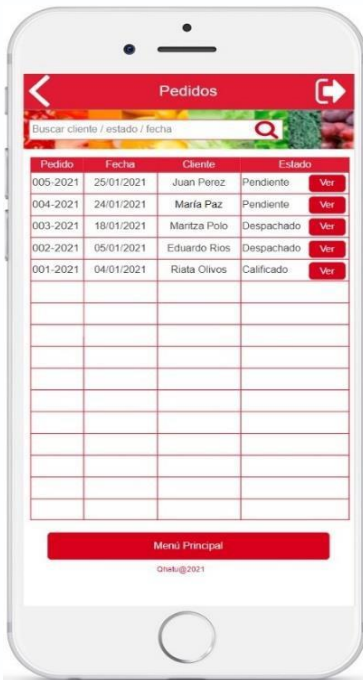 Pedidos
Buscar cliente / estado / fecha
Pedido Fecha Cliente Estado
005-2021 25/01/2021 Juan Perez Pendiente Ver
004-2021 24/01/2021 María Paz Pendiente Ver
003-2021 18/01/2021 Maritza Polo Despachado Ver
002-2021 05/01/2021 Eduardo Rios Despachado Ver
001-2021 04/01/2021 Riata Olivos Calificado Ver
Menú Principal
Qhatu@2021